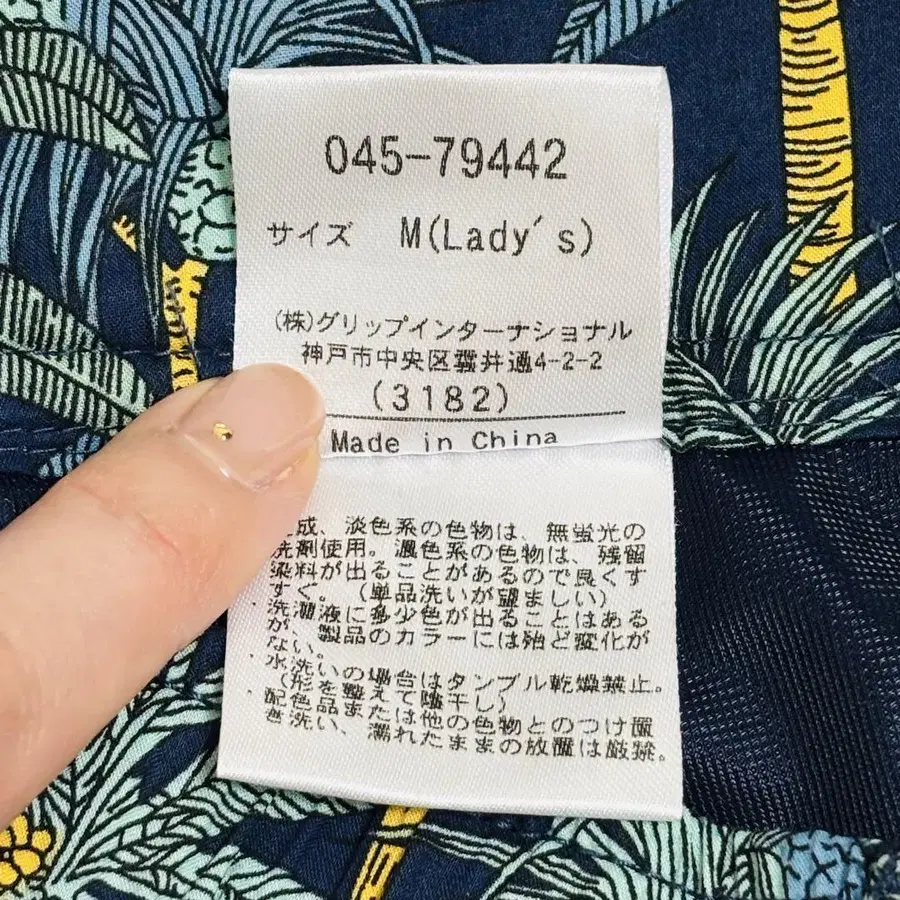 045-79442
サイズ M(Lady's)
(株)グリップインターナショナル
神戸市中央区雲井通4-2-2
(3182)
Made in China
成、淡色系の色物は、無蛍光の
洗剤使用。濃色系の色物は、残留
染料が出ることがあるので良くす
すぐ。(単品洗いが望ましい)
・洗濯液に多少色が出ることはある
が、製品のカラーには殆ど変化が
ない。
・水洗いの場合はタンブル乾燥禁止。
(形を整えて陰干し)
・配色品または他の色物とのつけ置
き洗い、濡れたままの放置は厳禁。